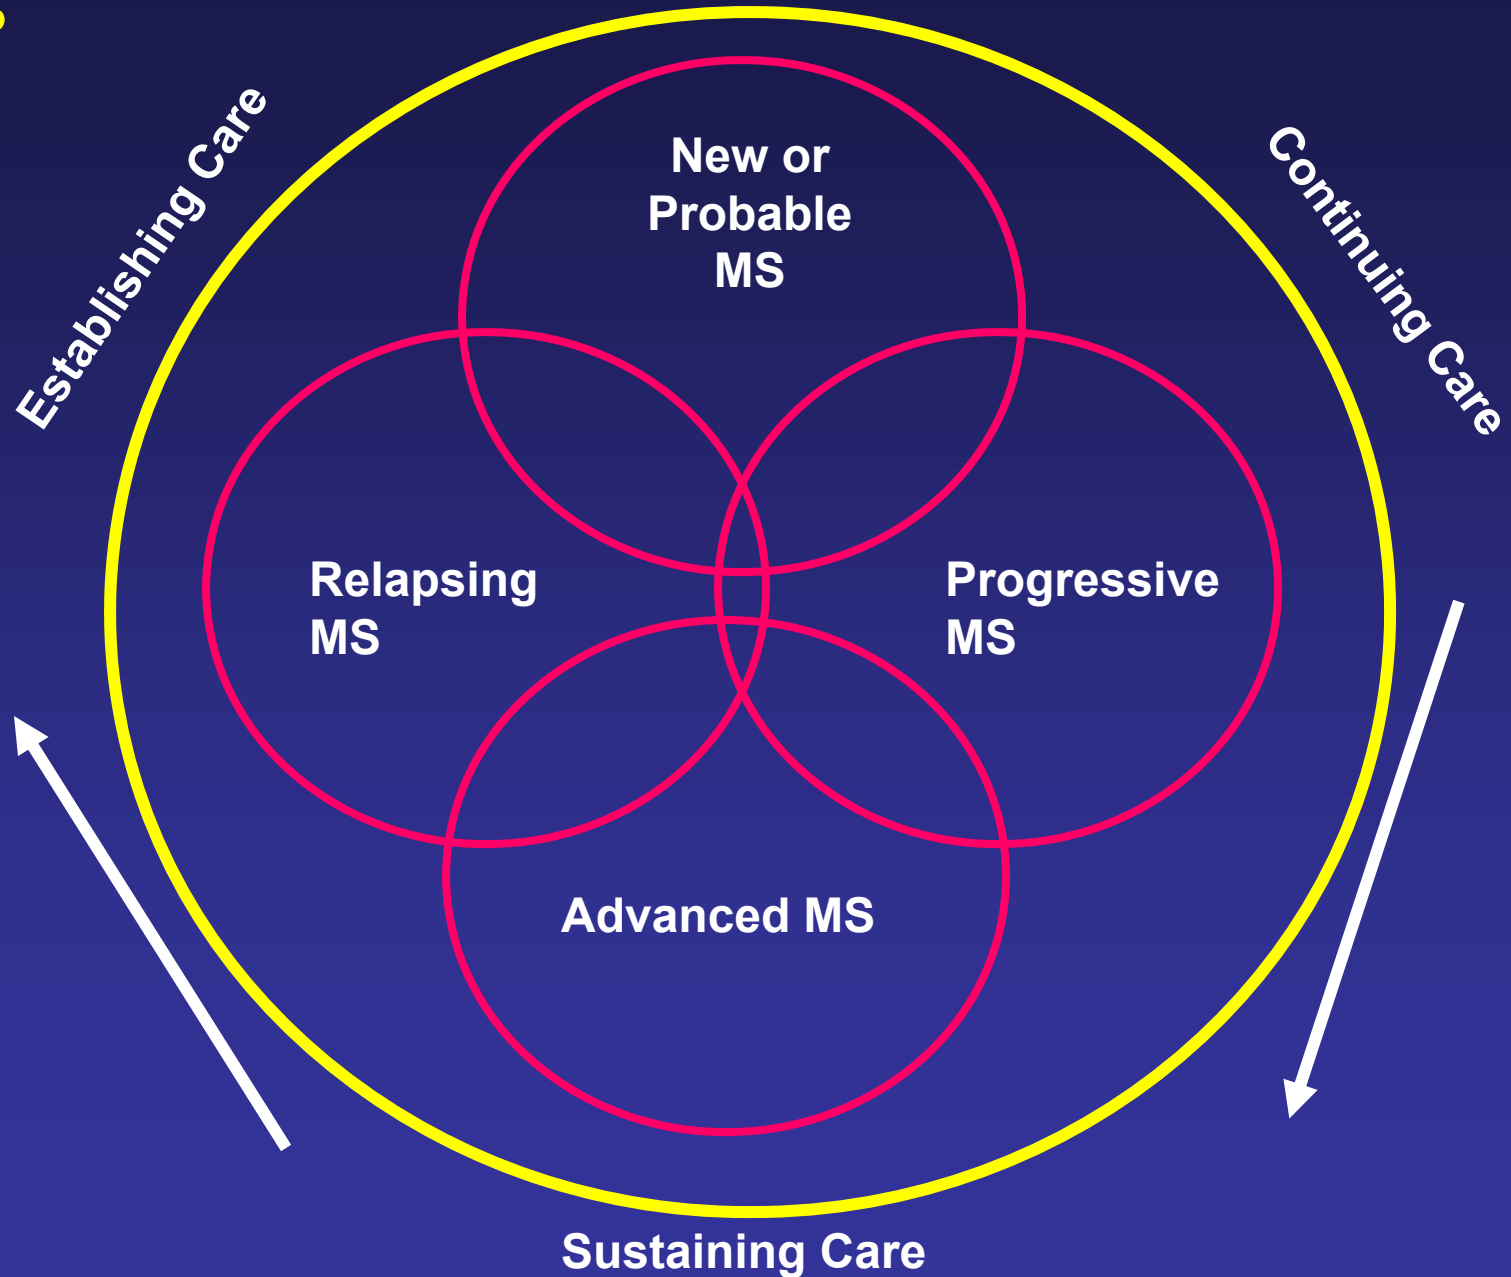 Establishing Care
Continuing Care
New or
Probable
MS
Relapsing
MS
Progressive
MS
Advanced MS
Sustaining Care